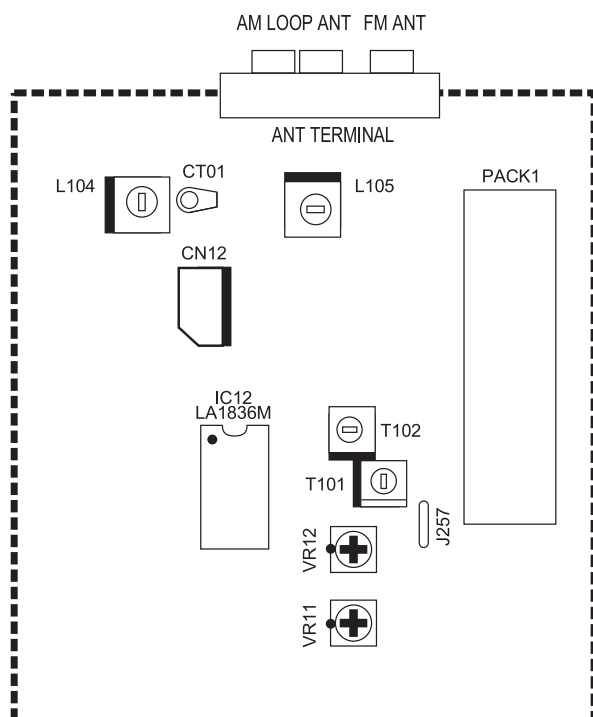 AM LOOP ANT FM ANT
ANT TERMINAL
L104
CT01
L105
PACK1
CN12
IC12
LA1836M
T102
T101
J257
VR12
VR11